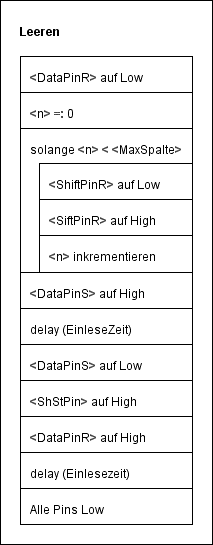 Leeren
<DataPinR> auf Low
<n> =: 0
solange <n> < <MaxSpalte>
<ShiftPinR> auf Low
<SiftPinR> auf High
<n> inkrementieren
<DataPinS> auf High
delay (EinleseZeit)
<DataPinS> auf Low
<ShStPin> auf High
<DataPinR> auf High
delay (Einlesezeit)
Alle Pins Low